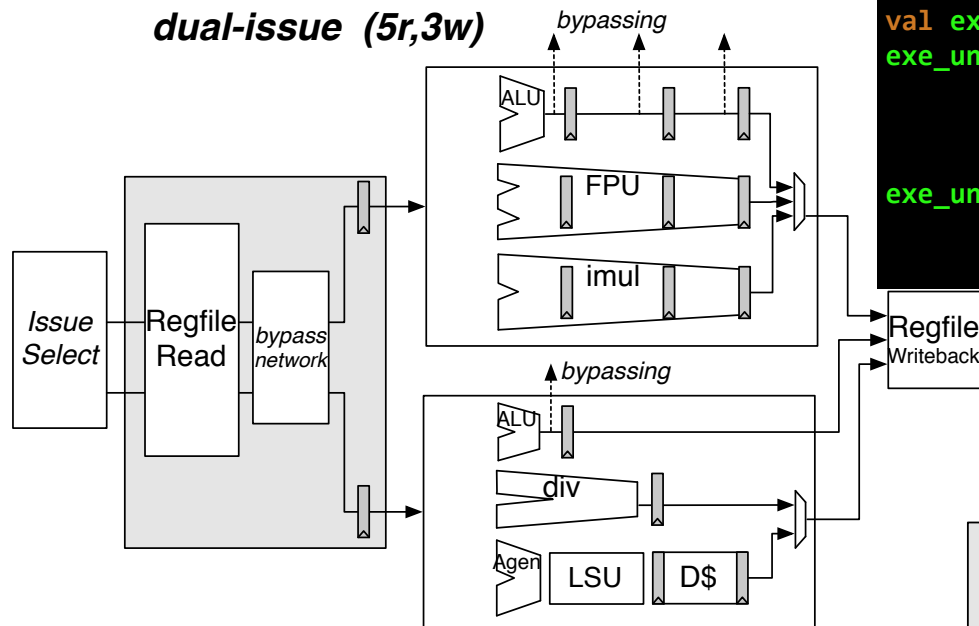 dual-issue (5r,3w)
bypassing
val ex
exe_un
ALU
FPU
exe_un
imul
Issue
Select
Regfile
Read
bypass
network
Regfile
Writeback
bypassing
ALU
div
Agen
LSU
D$